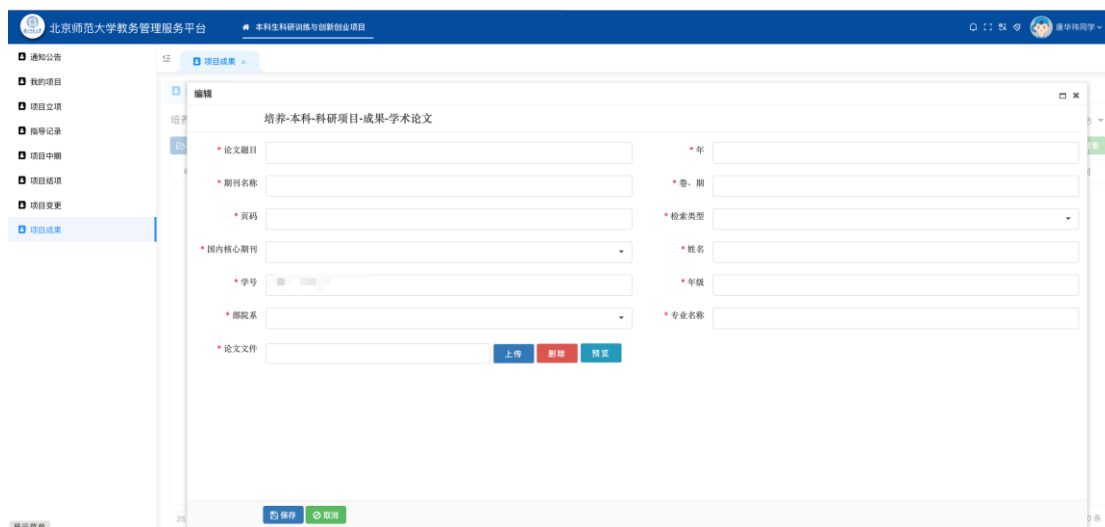 北京师范大学教务管理服务平台
本科生科研训练与创新创业项目
唐华玮同学
通知公告
我的项目
项目立项
指导记录
项目中期
项目结项
项目变更
项目成果
项目成果 ×
编辑
培养-本科-科研项目-成果-学术论文
* 论文题目
* 年
* 期刊名称
* 卷、期
* 页码
* 检索类型
* 国内核心期刊
* 姓名
* 学号
* 年级
* 部院系
* 专业名称
* 论文文件
上传 删除 预览
保存 取消
25
0 条